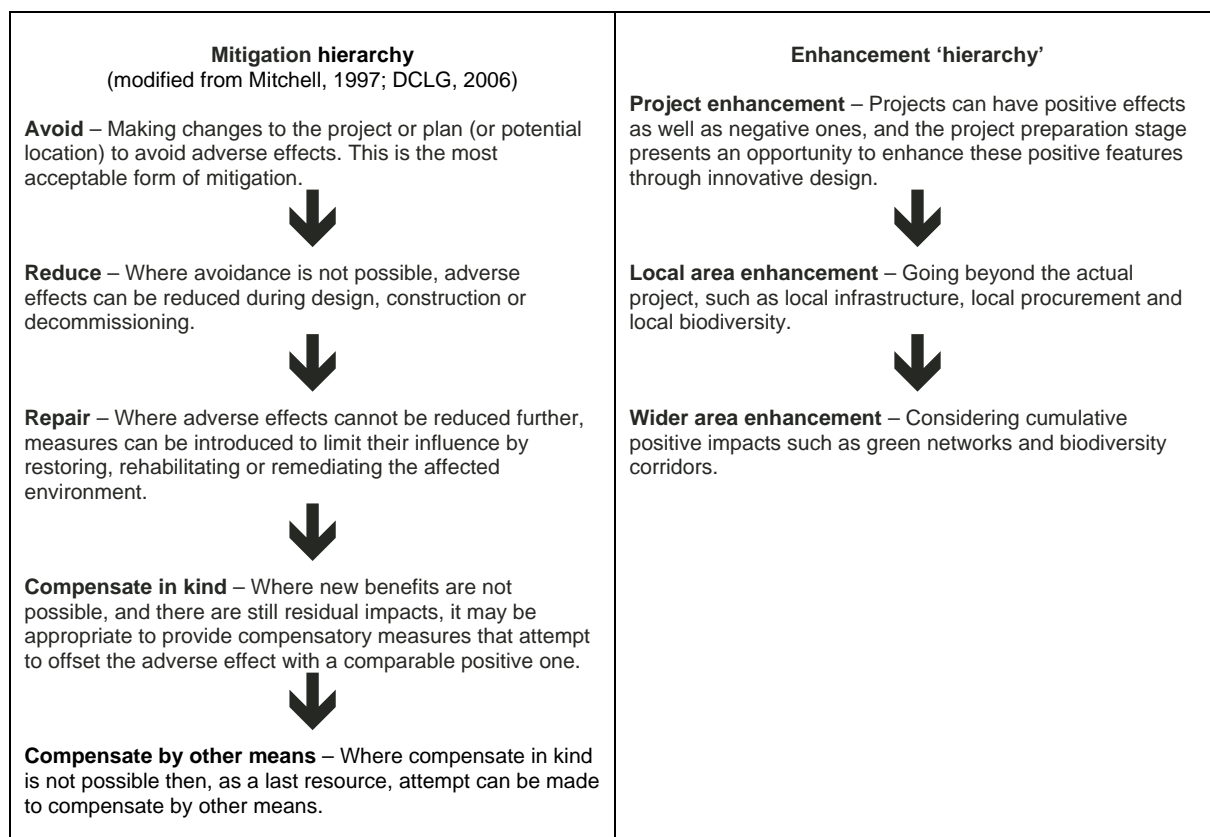 Mitigation hierarchy
(modified from Mitchell, 1997; DCLG, 2006)
Avoid – Making changes to the project or plan (or potential
location) to avoid adverse effects. This is the most
acceptable form of mitigation.
Reduce – Where avoidance is not possible, adverse
effects can be reduced during design, construction or
decommissioning.
Repair – Where adverse effects cannot be reduced further,
measures can be introduced to limit their influence by
restoring, rehabilitating or remediating the affected
environment.
Compensate in kind – Where new benefits are not
possible, and there are still residual impacts, it may be
appropriate to provide compensatory measures that attempt
to offset the adverse effect with a comparable positive one.
Compensate by other means – Where compensate in kind
is not possible then, as a last resource, attempt can be made
to compensate by other means.
Enhancement ‘hierarchy’
Project enhancement – Projects can have positive effects
as well as negative ones, and the project preparation stage
presents an opportunity to enhance these positive features
through innovative design.
Local area enhancement – Going beyond the actual
project, such as local infrastructure, local procurement and
local biodiversity.
Wider area enhancement – Considering cumulative
positive impacts such as green networks and biodiversity
corridors.